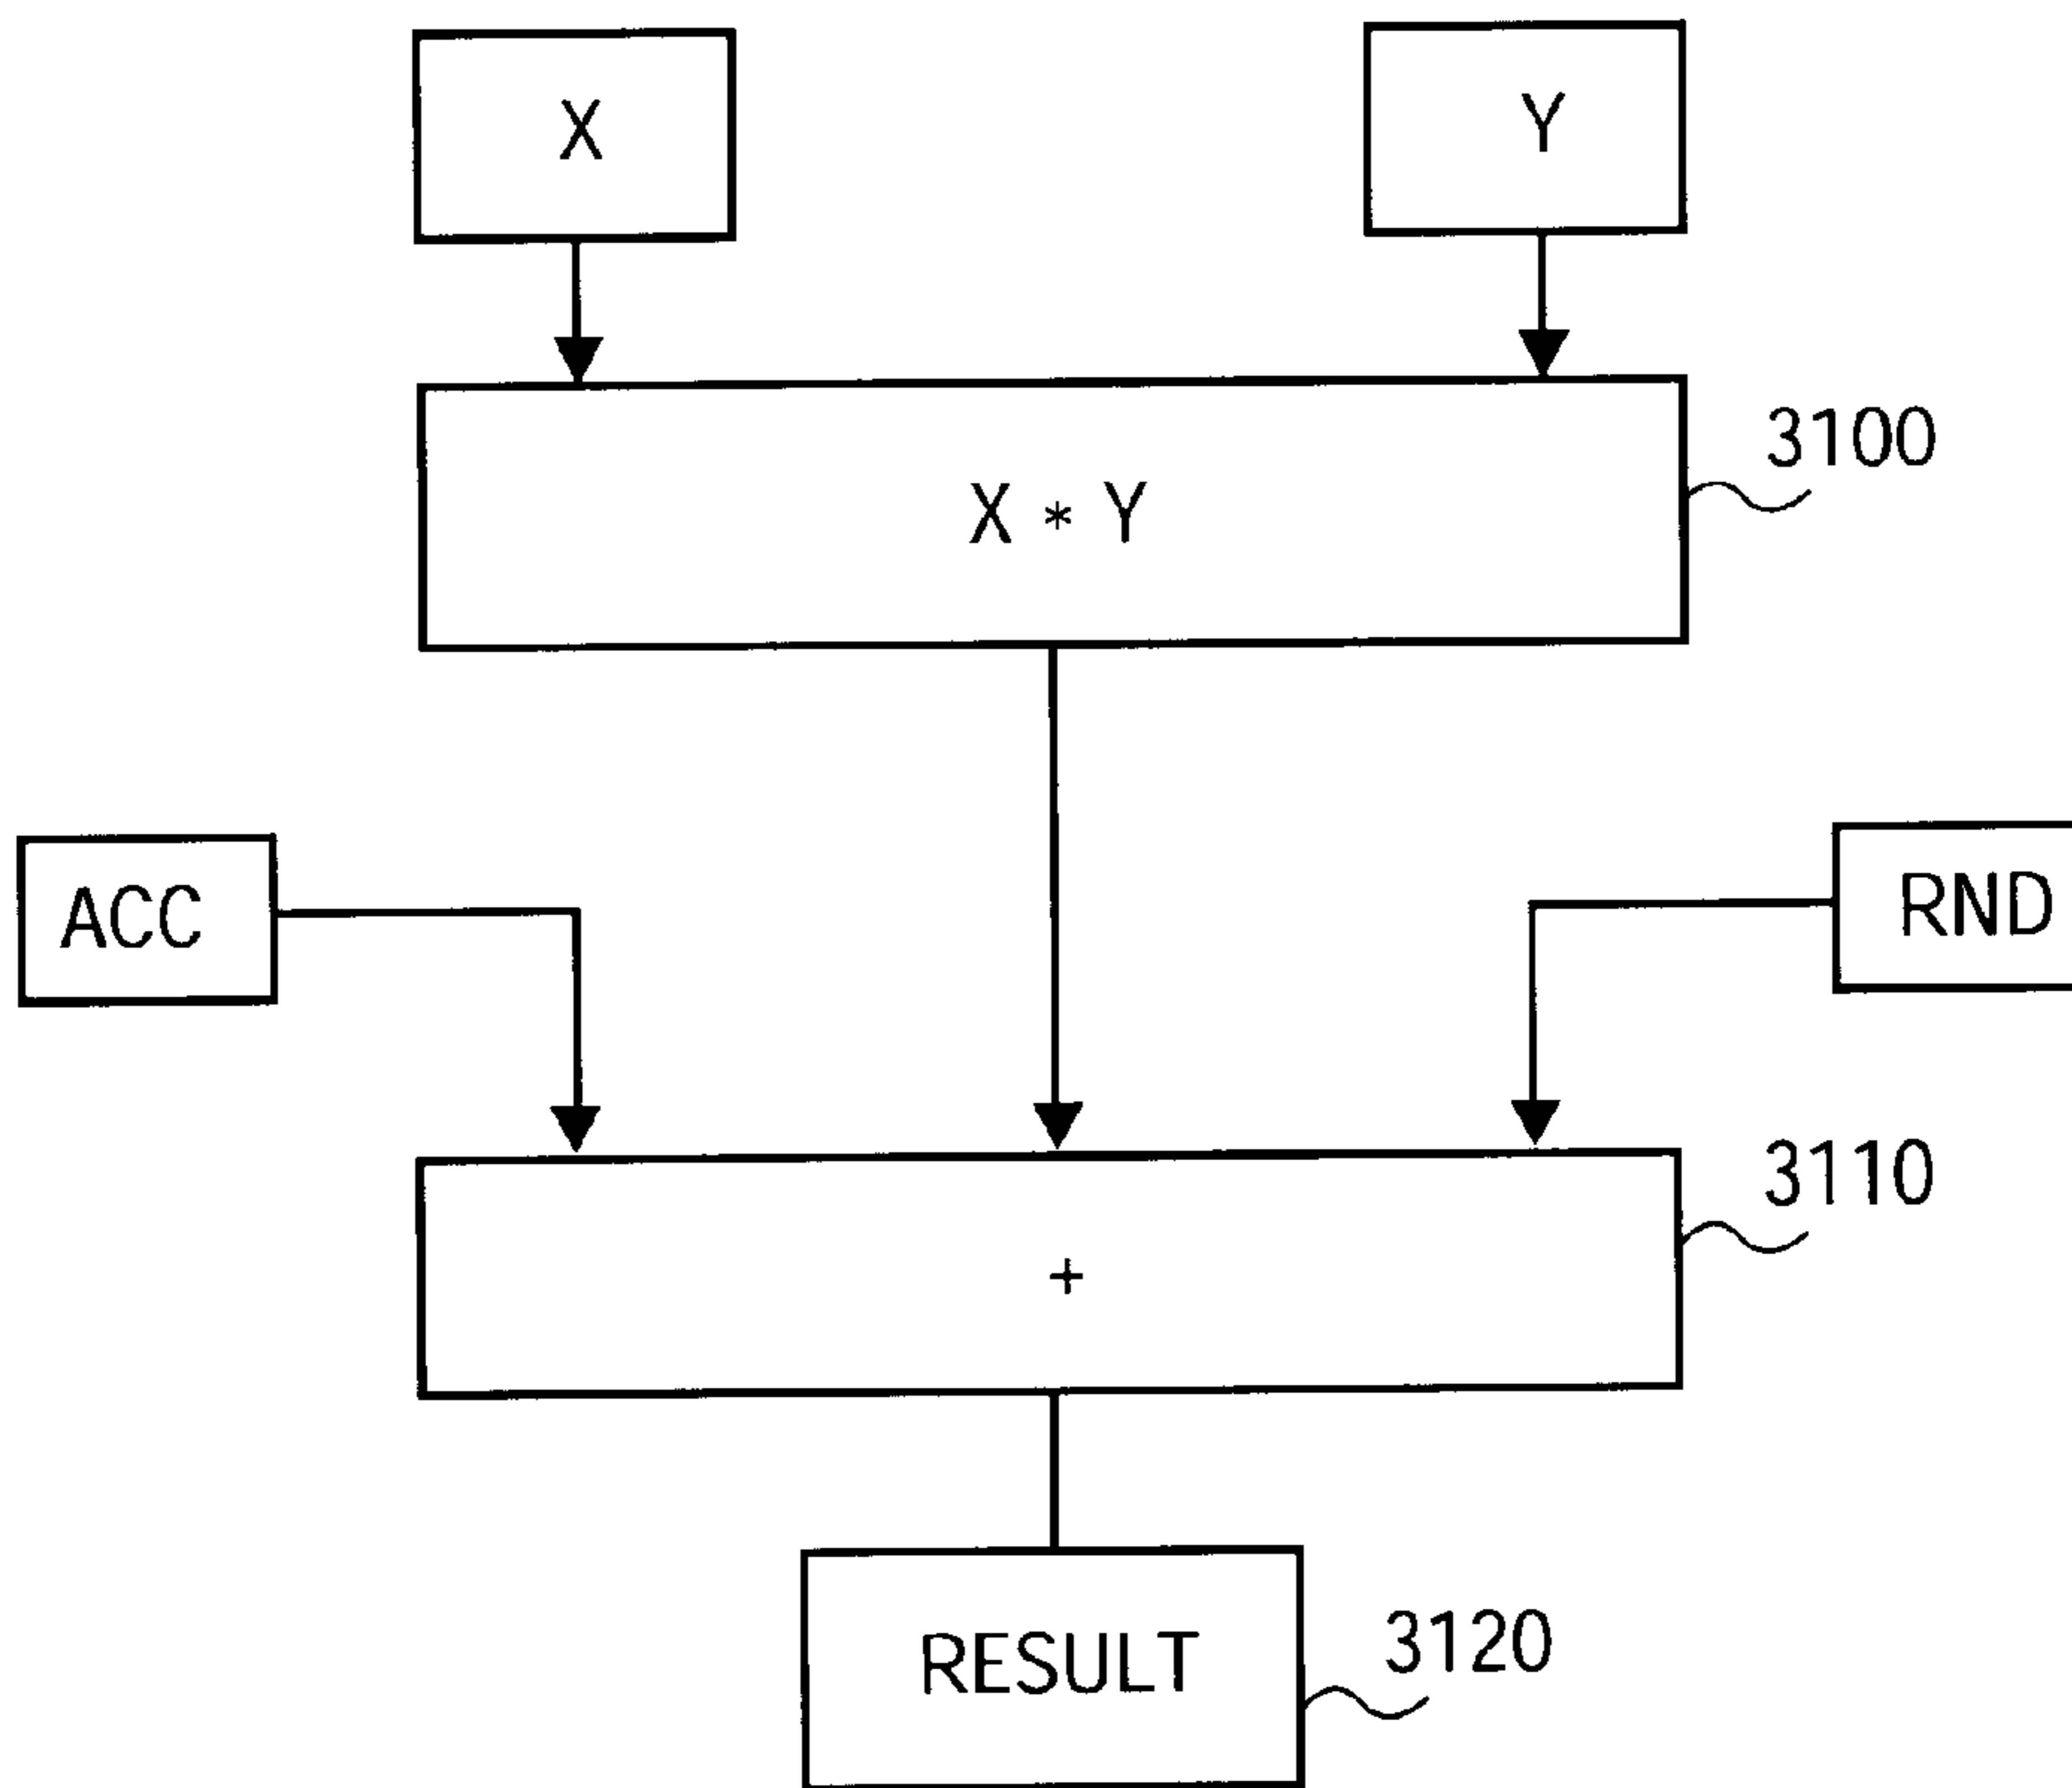 X
Y
X * Y
3100
ACC
RND
3110
+
RESULT
3120